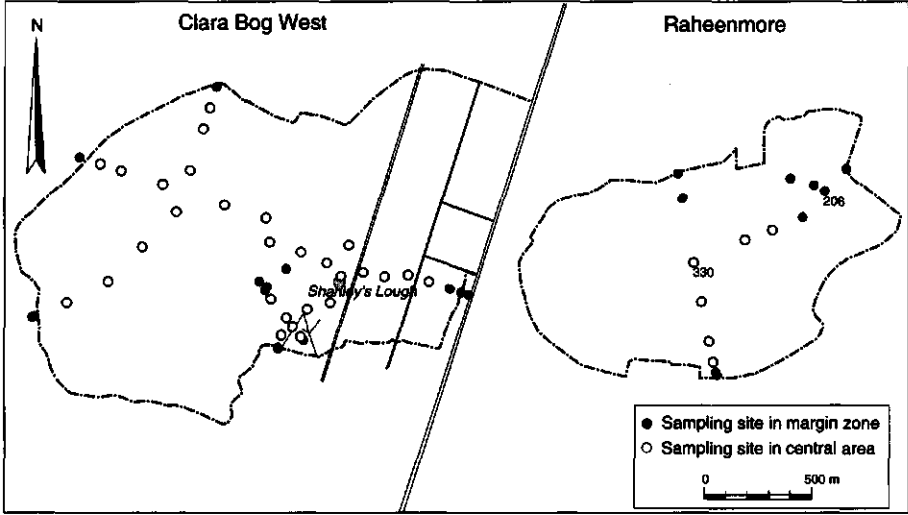 Clara Bog West
Raheenmore
N
206
330
Shanley's Lough
Sampling site in margin zone
Sampling site in central area
0 500 m